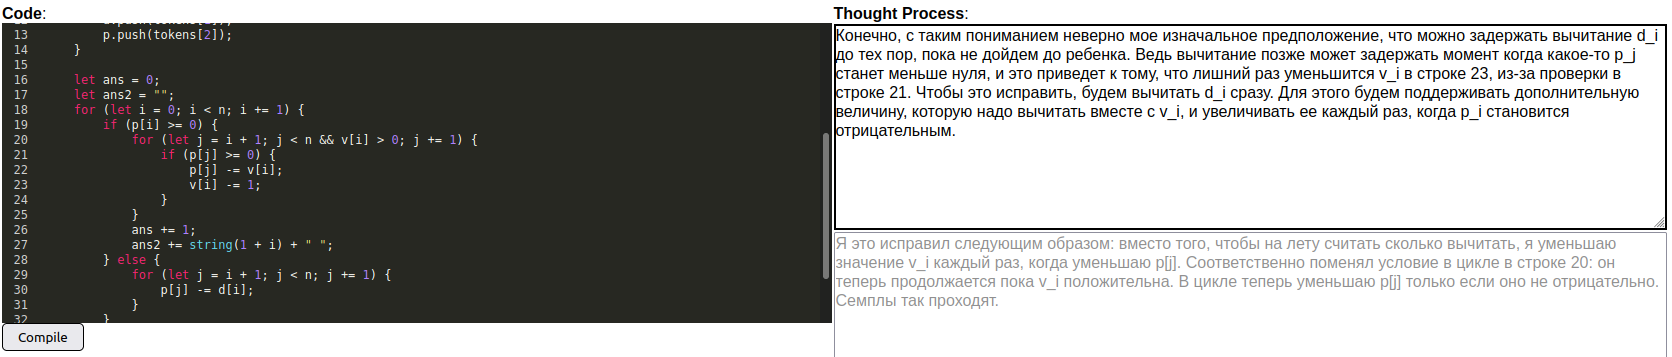 Code:
13 p.push(tokens[2]);
14 }
15
16 let ans = 0;
17 let ans2 = "";
18 for (let i = 0; i < n; i += 1) {
19 if (p[i] >= 0) {
20 for (let j = i + 1; j < n && v[i] > 0; j += 1) {
21 if (p[j] >= 0) {
22 p[j] -= v[i];
23 v[i] -= 1;
24 }
25 }
26 ans += 1;
27 ans2 += string(1 + i) + " ";
28 } else {
29 for (let j = i + 1; j < n; j += 1) {
30 p[j] -= d[i];
31 }
32 }
Compile
Thought Process:
Конечно, с таким пониманием неверно мое изначальное предположение, что можно задержать вычитание d_i
до тех пор, пока не дойдем до ребенка. Ведь вычитание позже может задержать момент когда какое-то p_j
станет меньше нуля, и это приведет к тому, что лишний раз уменьшится v_i в строке 23, из-за проверки в
строке 21. Чтобы это исправить, будем вычитать d_i сразу. Для этого будем поддерживать дополнительную
величину, которую надо вычитать вместе с v_i, и увеличивать ее каждый раз, когда p_i становится
отрицательным.
Я это исправил следующим образом: вместо того, чтобы на лету считать сколько вычитать, я уменьшаю
значение v_i каждый раз, когда уменьшаю p[j]. Соответственно поменял условие в цикле в строке 20: он
теперь продолжается пока v_i положительна. В цикле теперь уменьшаю p[j] только если оно не отрицательно.
Семплы так проходят.